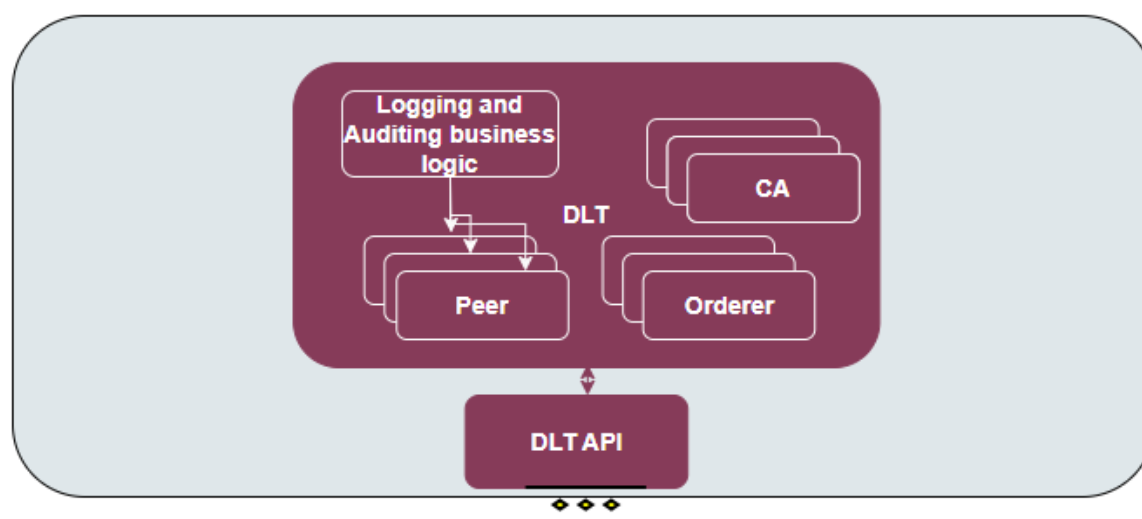 Logging and
Auditing business
logic
CA
DLT
Peer
Orderer
DLT API